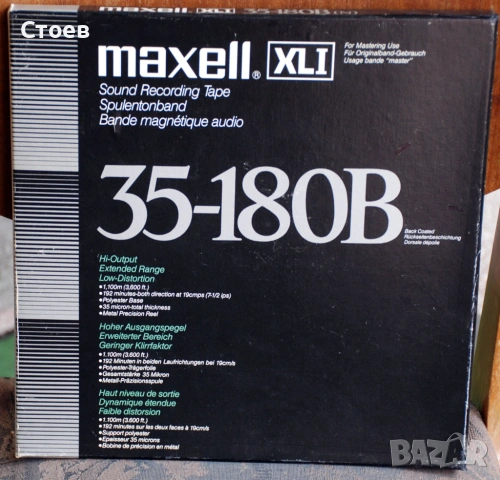 Стоев
maxell XLI 35-180B
maxell® XLI
For Mastering Use
Für Originalband-Gebrauch
Usage bande "master"
Sound Recording Tape
Spulentonband
Bande magnétique audio
35-180B
Back Coated
Rückseitenbeschichtung
Dorsale dépolie
Hi-Output
Extended Range
Low-Distortion
•1,100m (3,600 ft.)
•192 minutes-both direction at 19cmps (7-1/2 ips)
•Polyester Base
•35 micron-total thickness
•Metal Precision Reel
Hoher Ausgangspegel
Erweiterter Bereich
Geringer Klirrfaktor
•1.100m (3.600 ft.)
•192 Minuten in beiden Laufrichtungen bei 19cm/s
•Polyester-Trägerfolie
•Gesamtstärke 35 Mikron
•Metall-Präzisionsspule
Haut niveau de sortie
Dynamique étendue
Faible distorsion
•1.100m (3.600 ft.)
•192 minutes sur les deux faces à 19cm/s
•Support polyester
•Epaisseur 35 microns
•Bobine de précision en métal
BAZAR